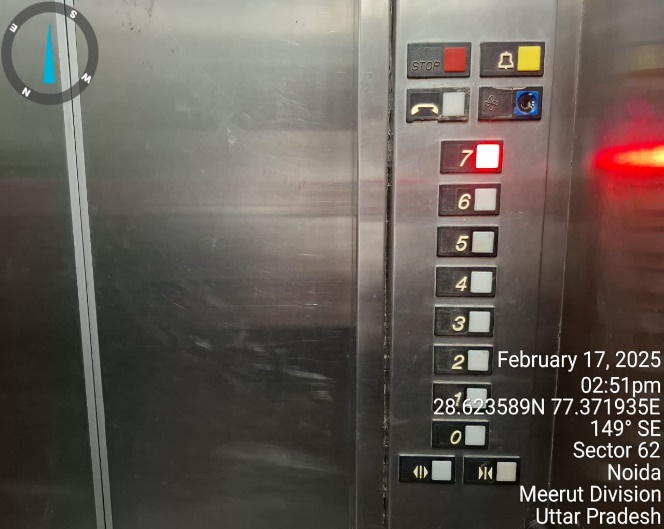 S
E
W
N
STOP
7
6
5
4
3
2
1
0
February 17, 2025
02:51pm
28.623589N 77.371935E
149° SE
Sector 62
Noida
Meerut Division
Uttar Pradesh